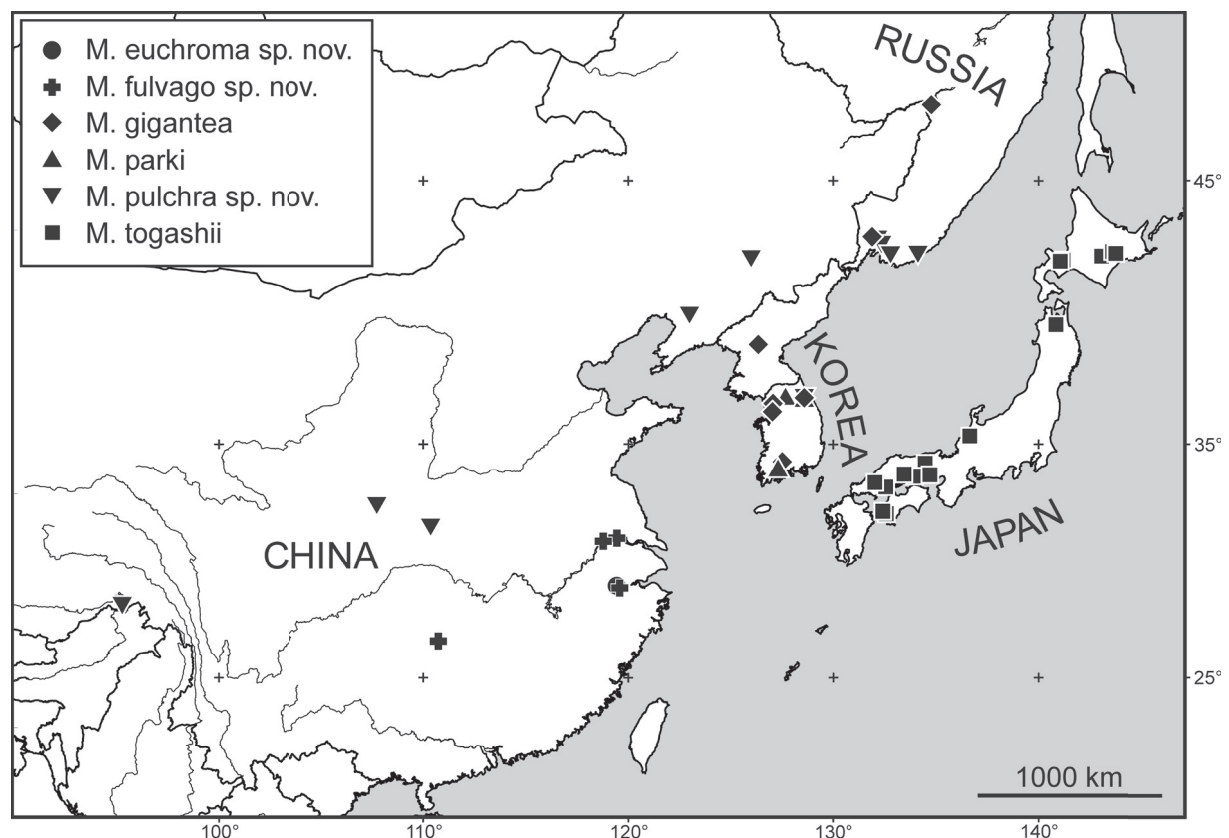 M. euchroma sp. nov.
M. fulvago sp. nov.
M. gigantea
M. parki
M. pulchra sp. nov.
M. togashii
RUSSIA
45°
KOREA
35°
JAPAN
CHINA
25°
1000 km
100°
110°
120°
130°
140°